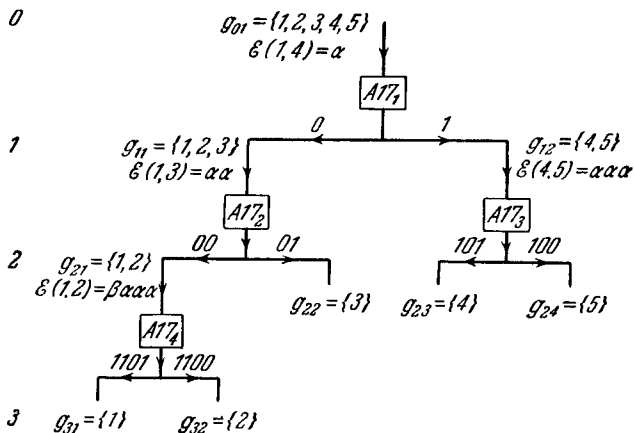 0
g₀₁={1,2,3,4,5}
ℰ(1,4)=α
A17₁
0 1
1
g₁₁={1,2,3}
ℰ(1,3)=αα
g₁₂={4,5}
ℰ(4,5)=ααα
A17₂
A17₃
00 01
101 100
2
g₂₁={1,2}
ℰ(1,2)=βααα
g₂₂={3}
g₂₃={4}
g₂₄={5}
A17₄
1101 1100
3
g₃₁={1}
g₃₂={2}